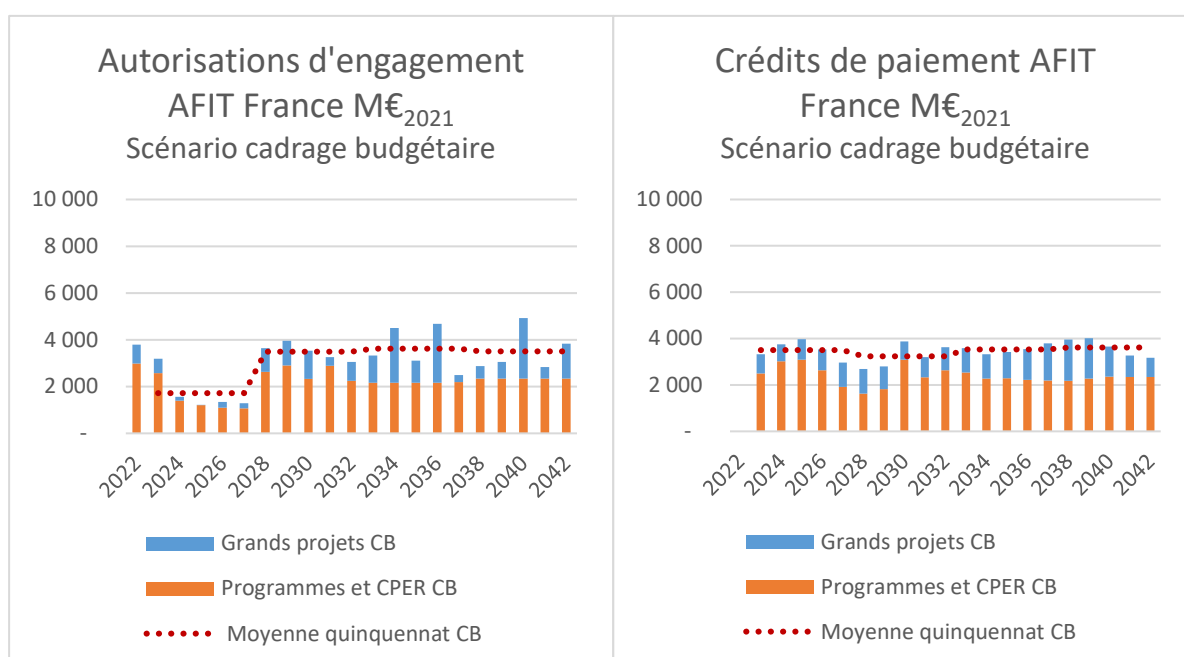 Autorisations d'engagement
AFIT France M€2021
Scénario cadrage budgétaire
10 000
8 000
6 000
4 000
2 000
-
2022
2024
2026
2028
2030
2032
2034
2036
2038
2040
2042
Grands projets CB
Programmes et CPER CB
Moyenne quinquennat CB
Crédits de paiement AFIT
France M€2021
Scénario cadrage budgétaire
10 000
8 000
6 000
4 000
2 000
-
2022
2024
2026
2028
2030
2032
2034
2036
2038
2040
2042
Grands projets CB
Programmes et CPER CB
Moyenne quinquennat CB